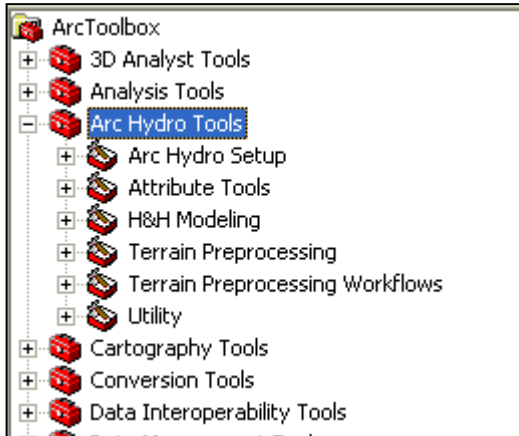 ArcToolbox
3D Analyst Tools
Analysis Tools
Arc Hydro Tools
Arc Hydro Setup
Attribute Tools
H&H Modeling
Terrain Preprocessing
Terrain Preprocessing Workflows
Utility
Cartography Tools
Conversion Tools
Data Interoperability Tools